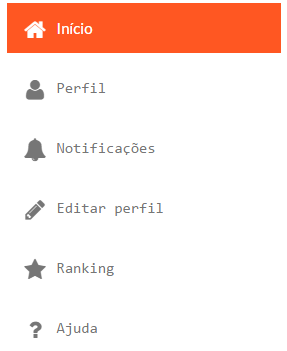 Início
Perfil
Notificações
Editar perfil
Ranking
Ajuda